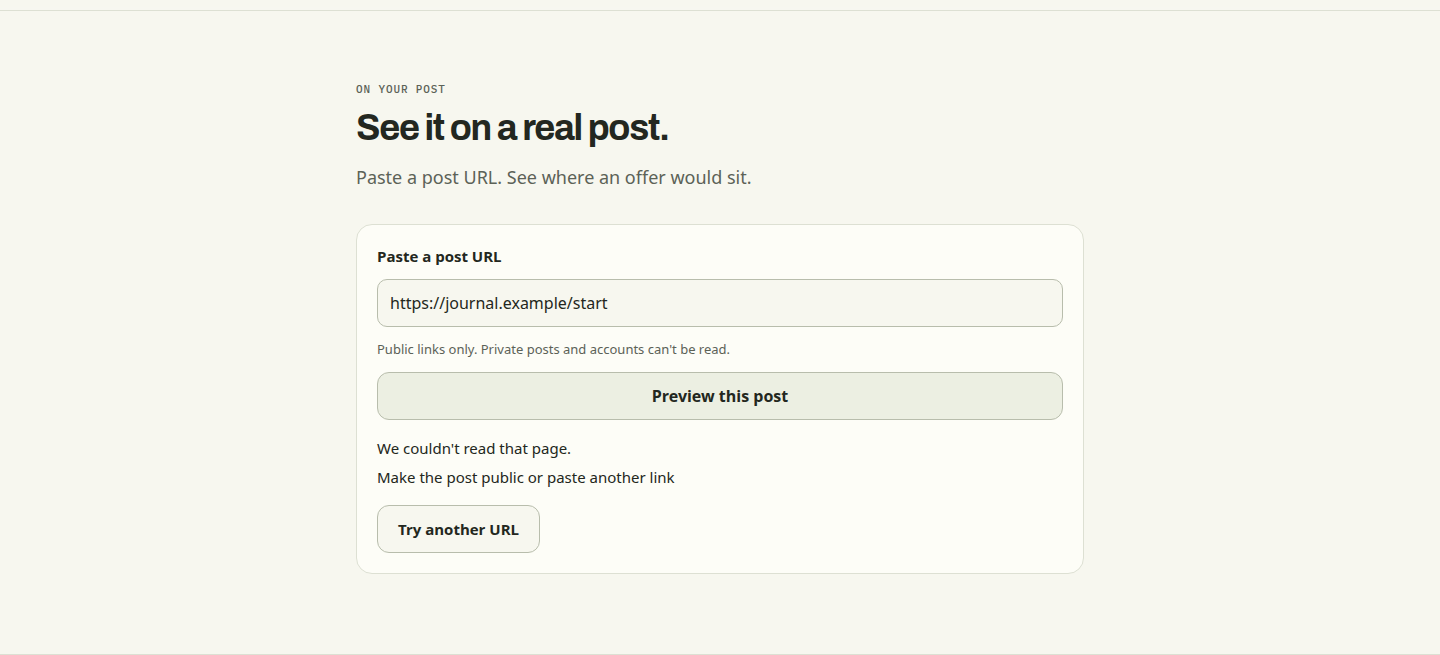 ON YOUR POST
See it on a real post.
Paste a post URL. See where an offer would sit.
Paste a post URL
https://journal.example/start
Public links only. Private posts and accounts can't be read.
Preview this post
We couldn't read that page.
Make the post public or paste another link
Try another URL